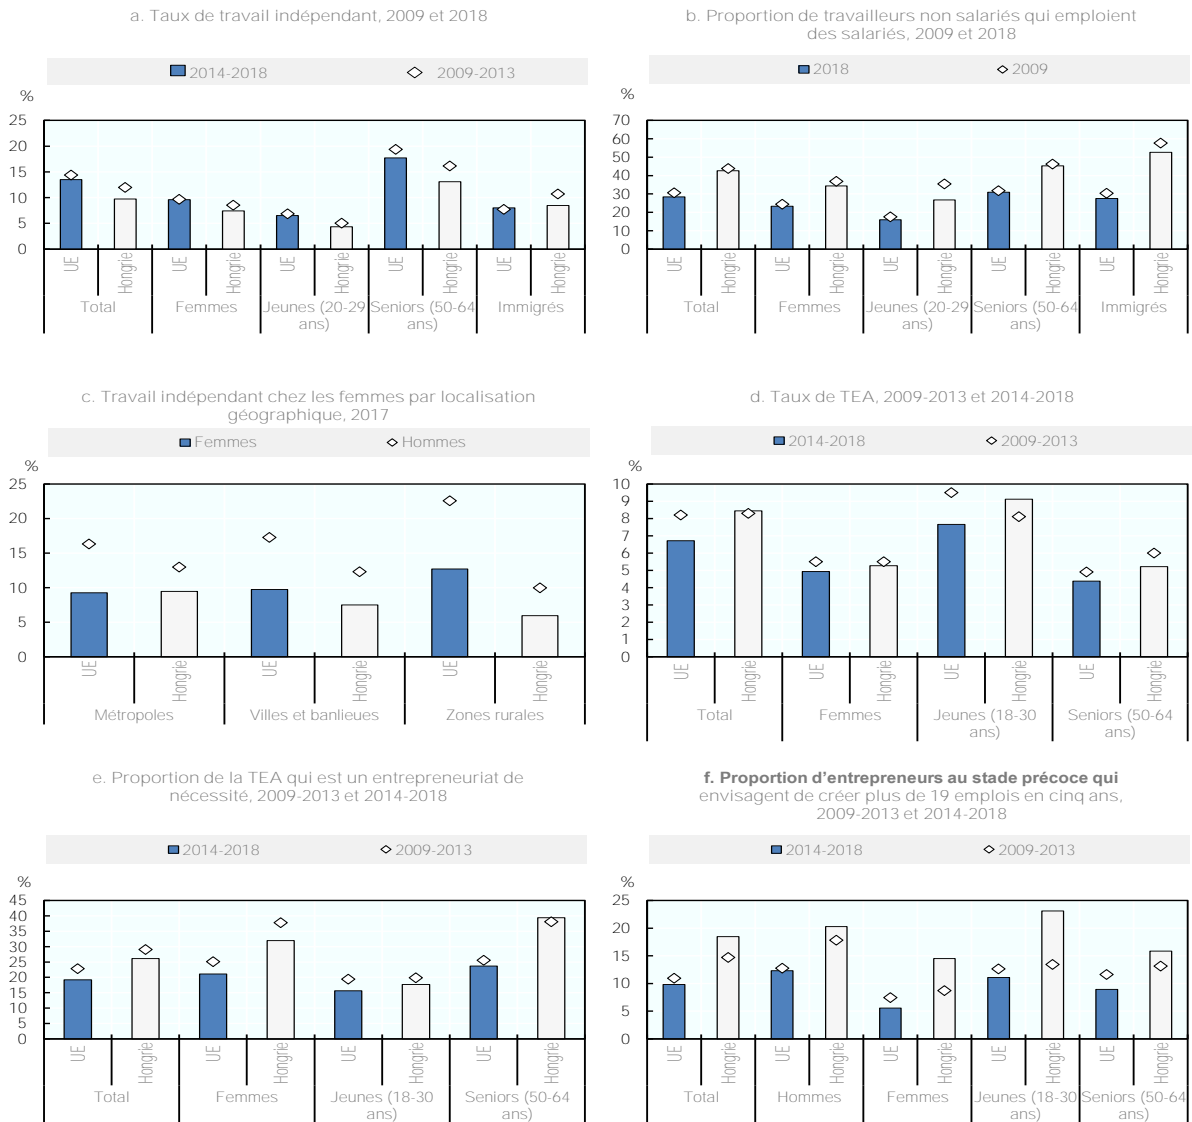 a. Taux de travail indépendant, 2009 et 2018
2014-2018
2009-2013
%
25
20
15
10
5
0
UE
Hongrie
UE
Hongrie
UE
Hongrie
UE
Hongrie
UE
Hongrie
Total
Femmes
Jeunes (20-29
ans)
Seniors (50-64
ans)
Immigrés
b. Proportion de travailleurs non salariés qui emploient
des salariés, 2009 et 2018
2018
2009
%
70
60
50
40
30
20
10
0
UE
Hongrie
UE
Hongrie
UE
Hongrie
UE
Hongrie
UE
Hongrie
Total
Femmes
Jeunes (20-29
ans)
Seniors (50-64
ans)
Immigrés
c. Travail indépendant chez les femmes par localisation
géographique, 2017
Femmes
Hommes
%
25
20
15
10
5
0
UE
Hongrie
UE
Hongrie
UE
Hongrie
Métropoles
Villes et banlieues
Zones rurales
d. Taux de TEA, 2009-2013 et 2014-2018
2014-2018
2009-2013
%
10
9
8
7
6
5
4
3
2
1
0
UE
Hongrie
UE
Hongrie
UE
Hongrie
UE
Hongrie
Total
Femmes
Jeunes (18-30
ans)
Seniors (50-64
ans)
e. Proportion de la TEA qui est un entrepreneuriat de
nécessité, 2009-2013 et 2014-2018
2014-2018
2009-2013
%
45
40
35
30
25
20
15
10
5
0
UE
Hongrie
UE
Hongrie
UE
Hongrie
UE
Hongrie
Total
Femmes
Jeunes (18-30
ans)
Seniors (50-64
ans)
f. Proportion d’entrepreneurs au stade précoce qui
envisagent de créer plus de 19 emplois en cinq ans,
2009-2013 et 2014-2018
2014-2018
2009-2013
%
25
20
15
10
5
0
UE
Hongrie
UE
Hongrie
UE
Hongrie
UE
Hongrie
UE
Hongrie
Total
Hommes
Femmes
Jeunes (18-30
ans)
Seniors (50-64
ans)